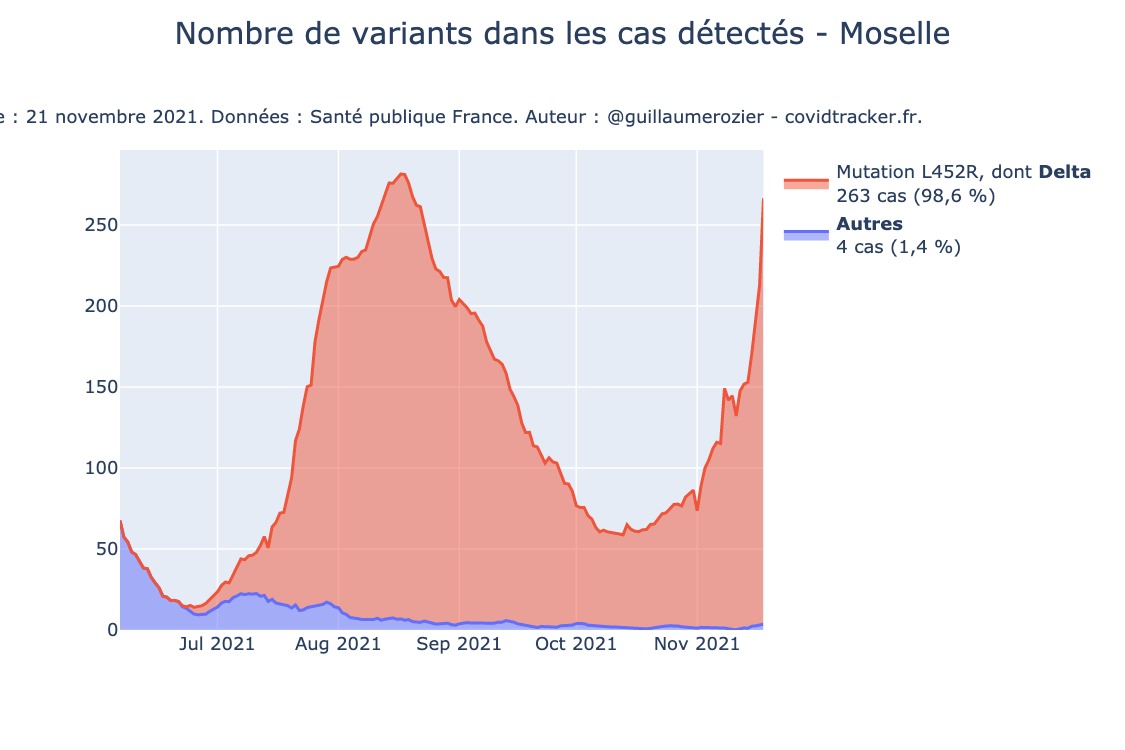 Nombre de variants dans les cas détectés - Moselle
: 21 novembre 2021. Données : Santé publique France. Auteur : @guillaumerozier - covidtracker.fr.
Mutation L452R, dont Delta
263 cas (98,6 %)
Autres
4 cas (1,4 %)
250
200
150
100
50
0
Jul 2021 Aug 2021 Sep 2021 Oct 2021 Nov 2021